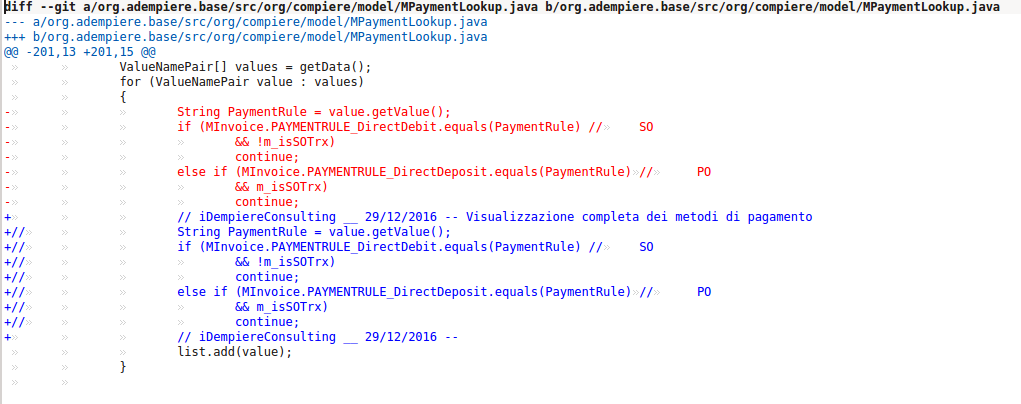 diff --git a/org.adempiere.base/src/org/compiere/model/MPaymentLookup.java b/org.adempiere.base/src/org/compiere/model/MPaymentLookup.java
--- a/org.adempiere.base/src/org/compiere/model/MPaymentLookup.java
+++ b/org.adempiere.base/src/org/compiere/model/MPaymentLookup.java
@@ -201,13 +201,15 @@
 » » » ValueNamePair[] values = getData();
 » » » for (ValueNamePair value : values)
 » » » {
-» » » » String PaymentRule = value.getValue();
-» » » » if (MInvoice.PAYMENTRULE_DirectDebit.equals(PaymentRule) //» SO
-» » » » » && !m_isSOTrx)
-» » » » » continue;
-» » » » else if (MInvoice.PAYMENTRULE_DirectDeposit.equals(PaymentRule)»//» PO
-» » » » » && m_isSOTrx)
-» » » » » continue;
+» » » » // iDempiereConsulting __ 29/12/2016 -- Visualizzazione completa dei metodi di pagamento
+//» » » » String PaymentRule = value.getValue();
+//» » » » if (MInvoice.PAYMENTRULE_DirectDebit.equals(PaymentRule) //» SO
+//» » » » » && !m_isSOTrx)
+//» » » » » continue;
+//» » » » else if (MInvoice.PAYMENTRULE_DirectDeposit.equals(PaymentRule)»//» PO
+//» » » » » && m_isSOTrx)
+//» » » » » continue;
+» » » » // iDempiereConsulting __ 29/12/2016 --
 » » » » list.add(value);
 » » » }
 » »